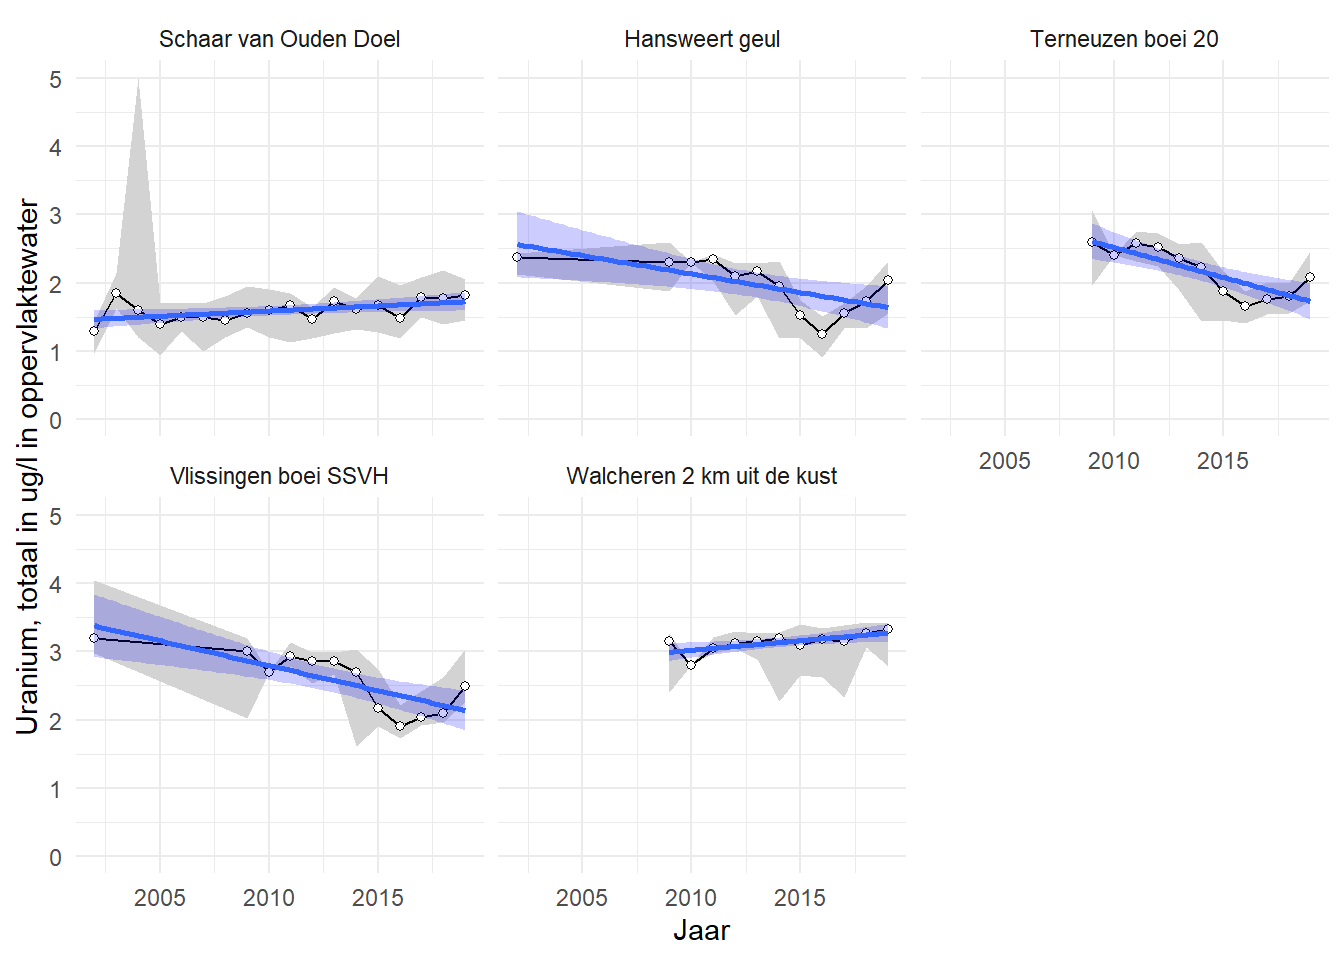 Schaar van Ouden Doel
Hansweert geul
Terneuzen boei 20
5
4
3
2
1
0
2005 2010 2015
Vlissingen boei SSVH
Walcheren 2 km uit de kust
5
4
3
2
1
0
2005 2010 2015
2005 2010 2015
Jaar
Uranium, totaal in ug/l in oppervlaktewater